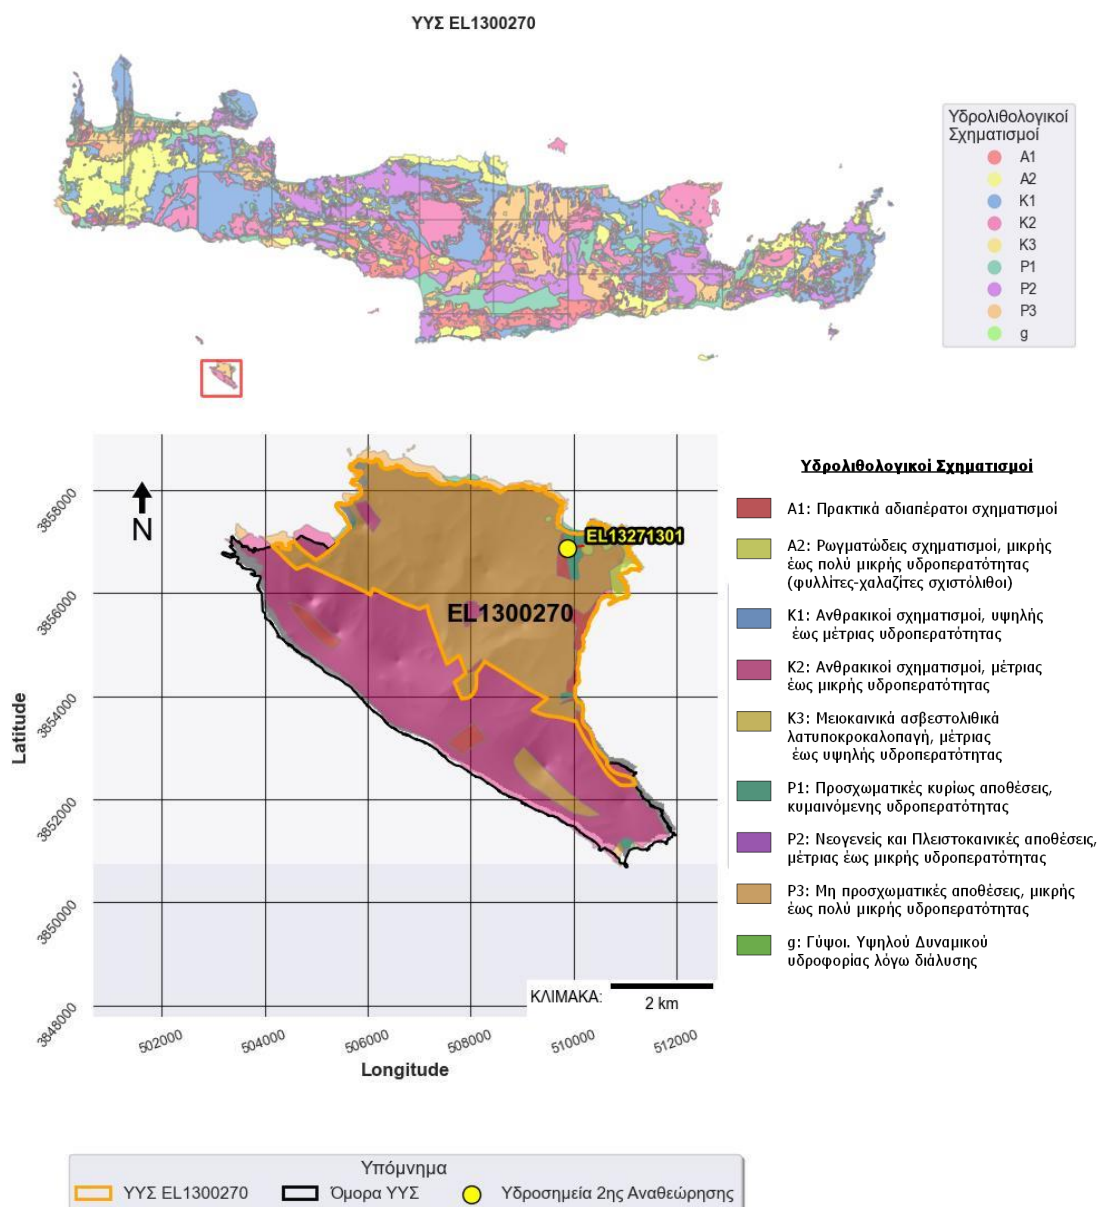 ΥΥΣ EL1300270
Υδρολιθολογικοί
Σχηματισμοί
A1
A2
K1
K2
K3
P1
P2
P3
g
3858000
3856000
3854000
3852000
3850000
3848000
Latitude
N
EL13271301
EL1300270
ΚΛΙΜΑΚΑ:
2 km
502000
504000
506000
508000
510000
512000
Longitude
Υδρολιθολογικοί Σχηματισμοί
A1: Πρακτικά αδιαπέρατοι σχηματισμοί
A2: Ρωγματώδεις σχηματισμοί, μικρής
έως πολύ μικρής υδροπερατότητας
(φυλλίτες-χαλαζίτες σχιστόλιθοι)
K1: Ανθρακικοί σχηματισμοί, υψηλής
έως μέτριας υδροπερατότητας
K2: Ανθρακικοί σχηματισμοί, μέτριας
έως μικρής υδροπερατότητας
K3: Μειοκαινικά ασβεστολιθικά
λατυποκροκαλοπαγή, μέτριας
έως υψηλής υδροπερατότητας
P1: Προσχωματικές κυρίως αποθέσεις,
κυμαινόμενης υδροπερατότητας
P2: Νεογενείς και Πλειστοκαινικές αποθέσεις,
μέτριας έως μικρής υδροπερατότητας
P3: Μη προσχωματικές αποθέσεις, μικρής
έως πολύ μικρής υδροπερατότητας
g: Γύψοι. Υψηλού Δυναμικού
υδροφορίας λόγω διάλυσης
Υπόμνημα
ΥΥΣ EL1300270
Όμορα ΥΥΣ
Υδροσημεία 2ης Αναθεώρησης